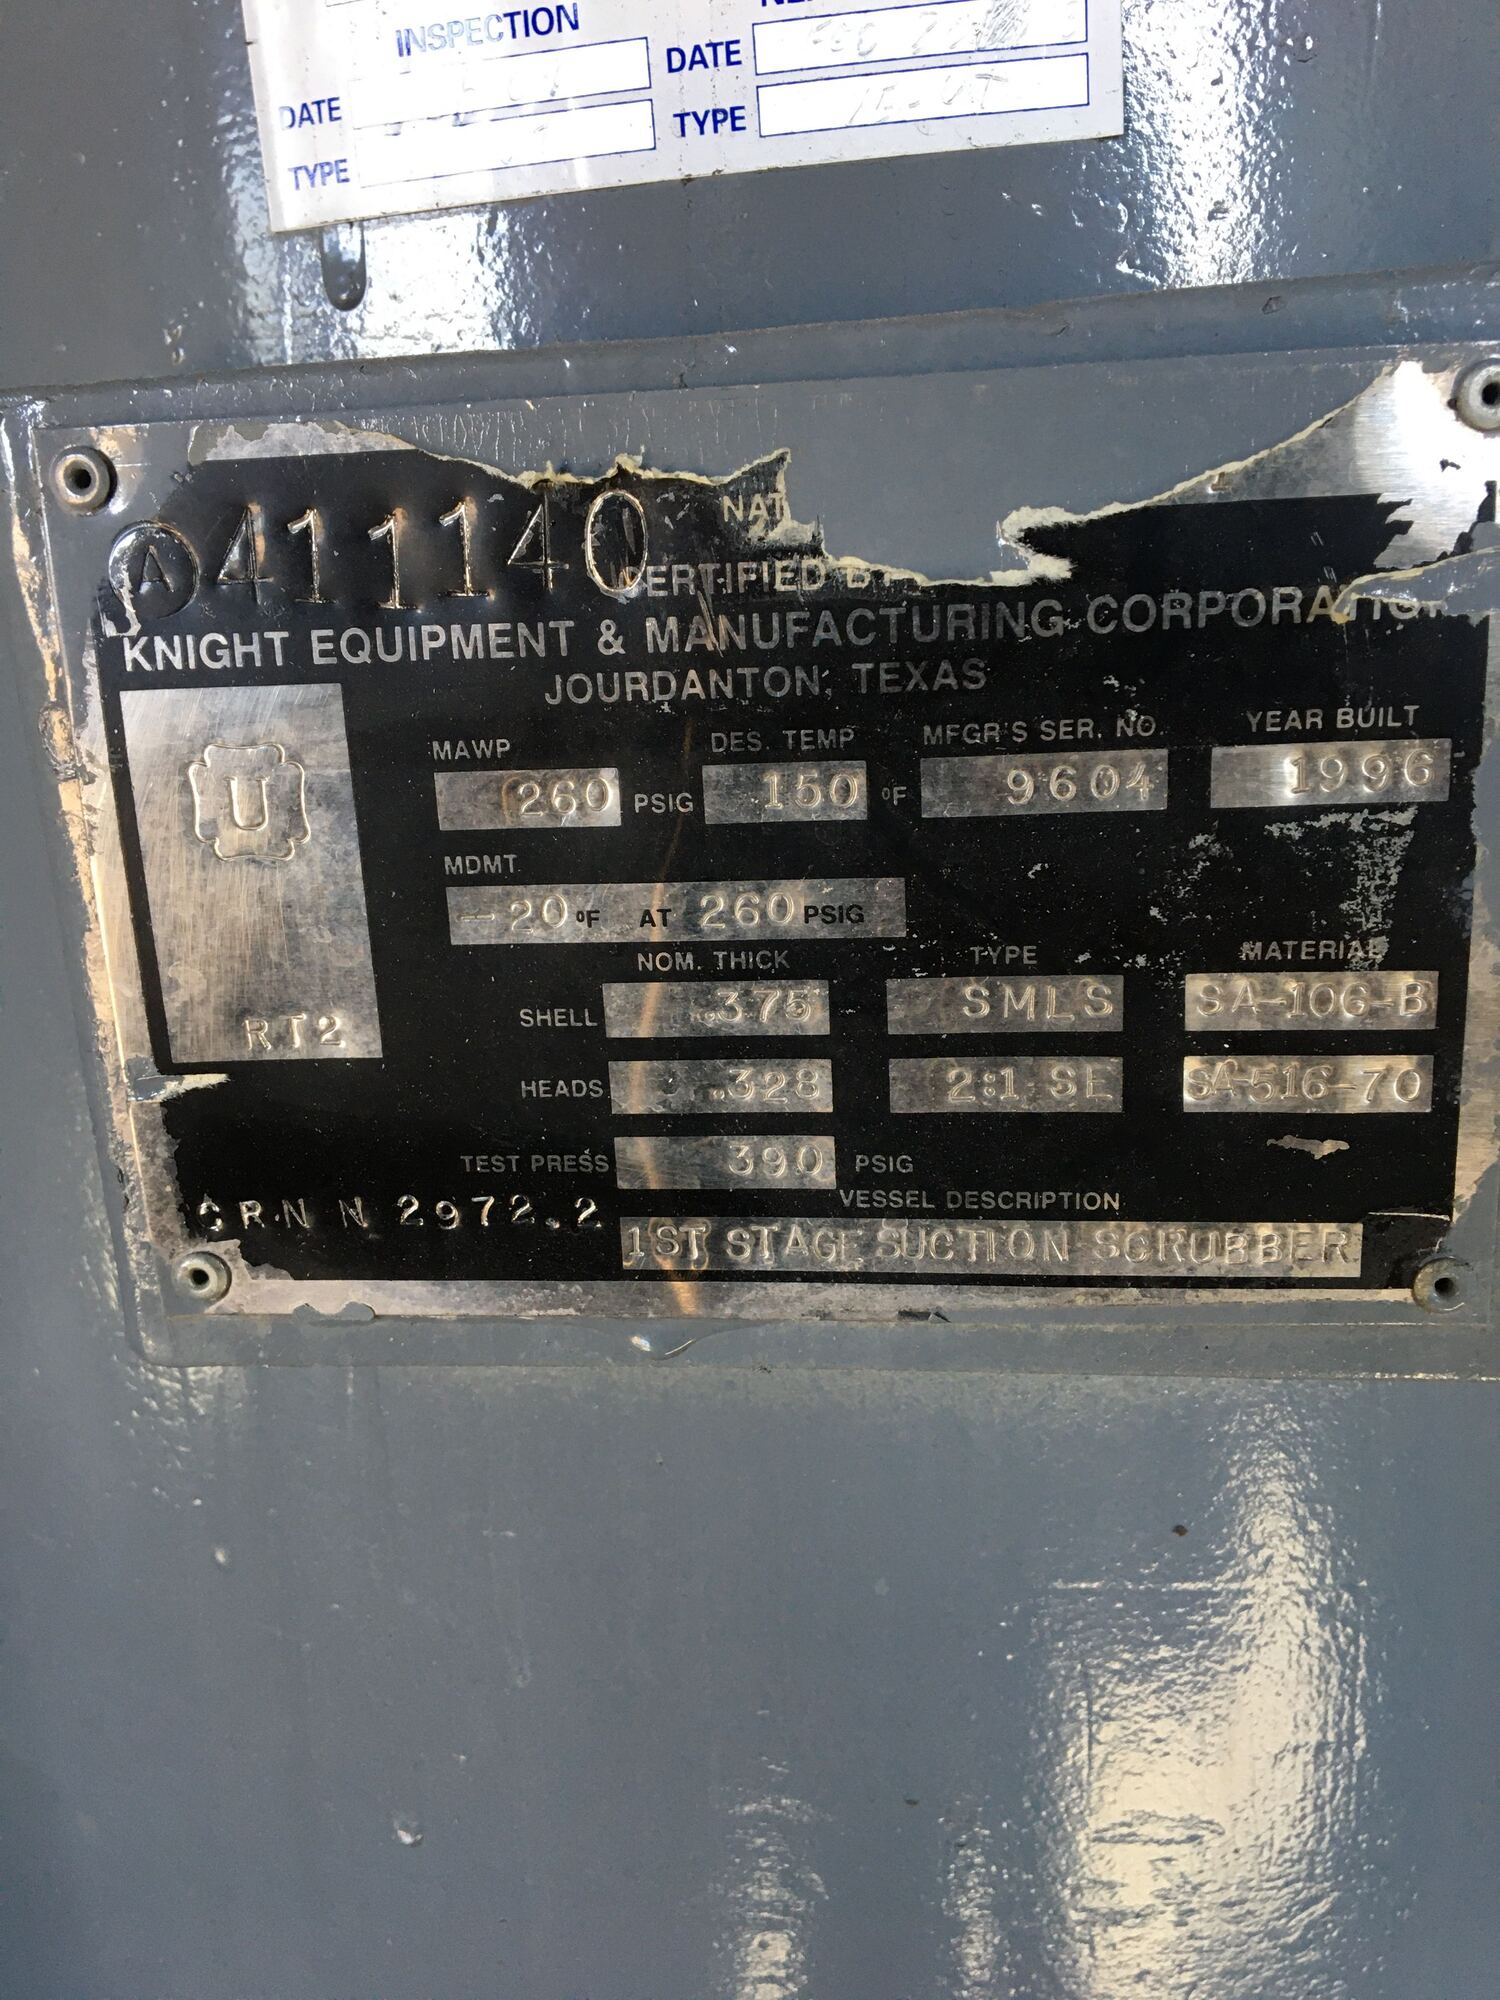 INSPECTION
DATE
DATE
TYPE
TYPE
A 411140
NAT
CERTIFIED BY
KNIGHT EQUIPMENT & MANUFACTURING CORPORATION
JOURDANTON, TEXAS
U
RT2
MAWP DES. TEMP MFGR'S SER. NO. YEAR BUILT
260 PSIG 150 °F 9604 1996
MDMT
-20 °F AT 260 PSIG
NOM. THICK TYPE MATERIAL
SHELL .375 SMLS SA-106-B
HEADS .328 2:1 SE SA-516-70
TEST PRESS 390 PSIG
CRN N 2972.2
VESSEL DESCRIPTION
1ST STAGE SUCTION SCRUBBER